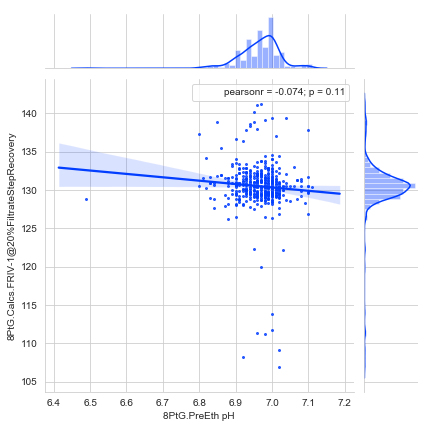 pearsonr = -0.074; p = 0.11
140
135
130
125
120
115
110
105
8PtG.Calcs.FRIV-1@20%FiltrateStepRecovery
6.4 6.5 6.6 6.7 6.8 6.9 7.0 7.1 7.2
8PtG.PreEth pH